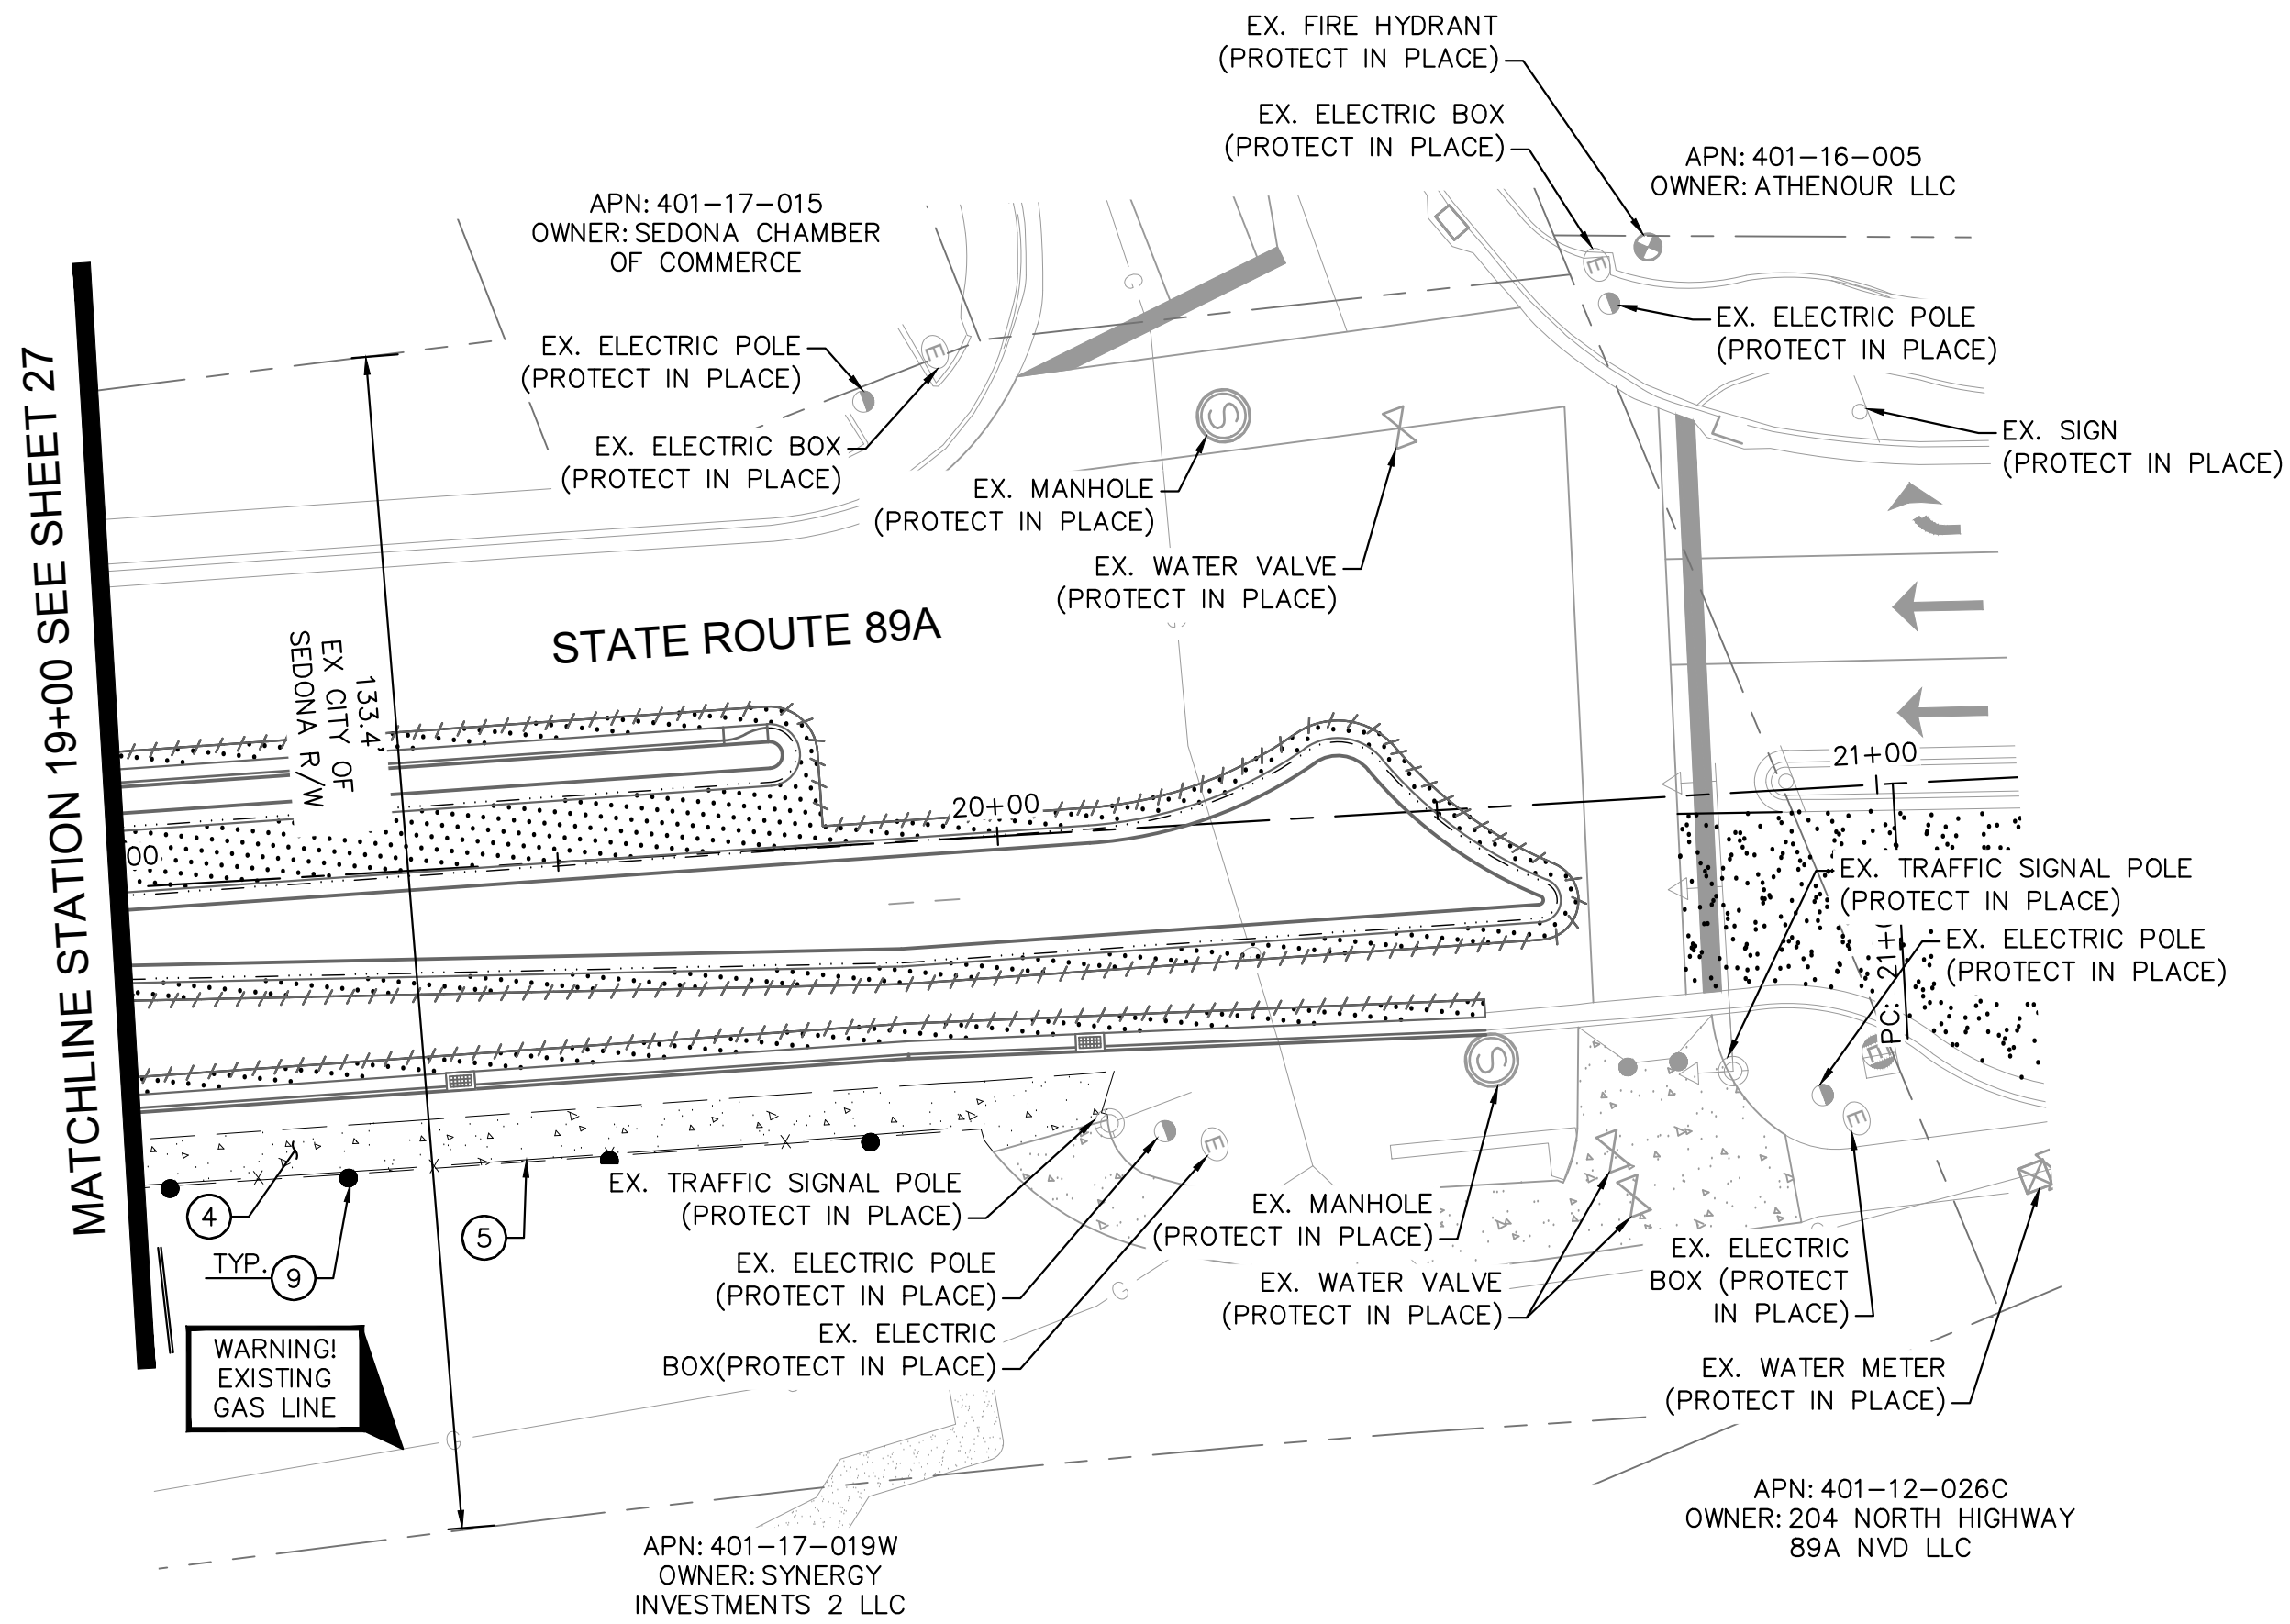 EX. FIRE HYDRANT
(PROTECT IN PLACE)
EX. ELECTRIC BOX
(PROTECT IN PLACE)
APN: 401-16-005
OWNER: ATHENOUR LLC
APN: 401-17-015
OWNER: SEDONA CHAMBER
OF COMMERCE
EX. ELECTRIC POLE
(PROTECT IN PLACE)
EX. ELECTRIC POLE
(PROTECT IN PLACE)
EX. ELECTRIC BOX
(PROTECT IN PLACE)
EX. SIGN
(PROTECT IN PLACE)
EX. MANHOLE
(PROTECT IN PLACE)
EX. WATER VALVE
(PROTECT IN PLACE)
MATCHLINE STATION 19+00 SEE SHEET 27
STATE ROUTE 89A
133.4'
EX CITY OF
SEDONA R/W
E
E
G
S
21+00
20+00
00
EX. TRAFFIC SIGNAL POLE
(PROTECT IN PLACE)
EX. ELECTRIC POLE
(PROTECT IN PLACE)
PC: 21+
S
E
E
E
X
X
X
X
4
TYP. 9
5
EX. TRAFFIC SIGNAL POLE
(PROTECT IN PLACE)
EX. ELECTRIC POLE
(PROTECT IN PLACE)
EX. ELECTRIC
BOX(PROTECT IN PLACE)
EX. MANHOLE
(PROTECT IN PLACE)
EX. WATER VALVE
(PROTECT IN PLACE)
EX. ELECTRIC
BOX (PROTECT
IN PLACE)
EX. WATER METER
(PROTECT IN PLACE)
WARNING!
EXISTING
GAS LINE
G
G
APN: 401-17-019W
OWNER: SYNERGY
INVESTMENTS 2 LLC
APN: 401-12-026C
OWNER: 204 NORTH HIGHWAY
89A NVD LLC